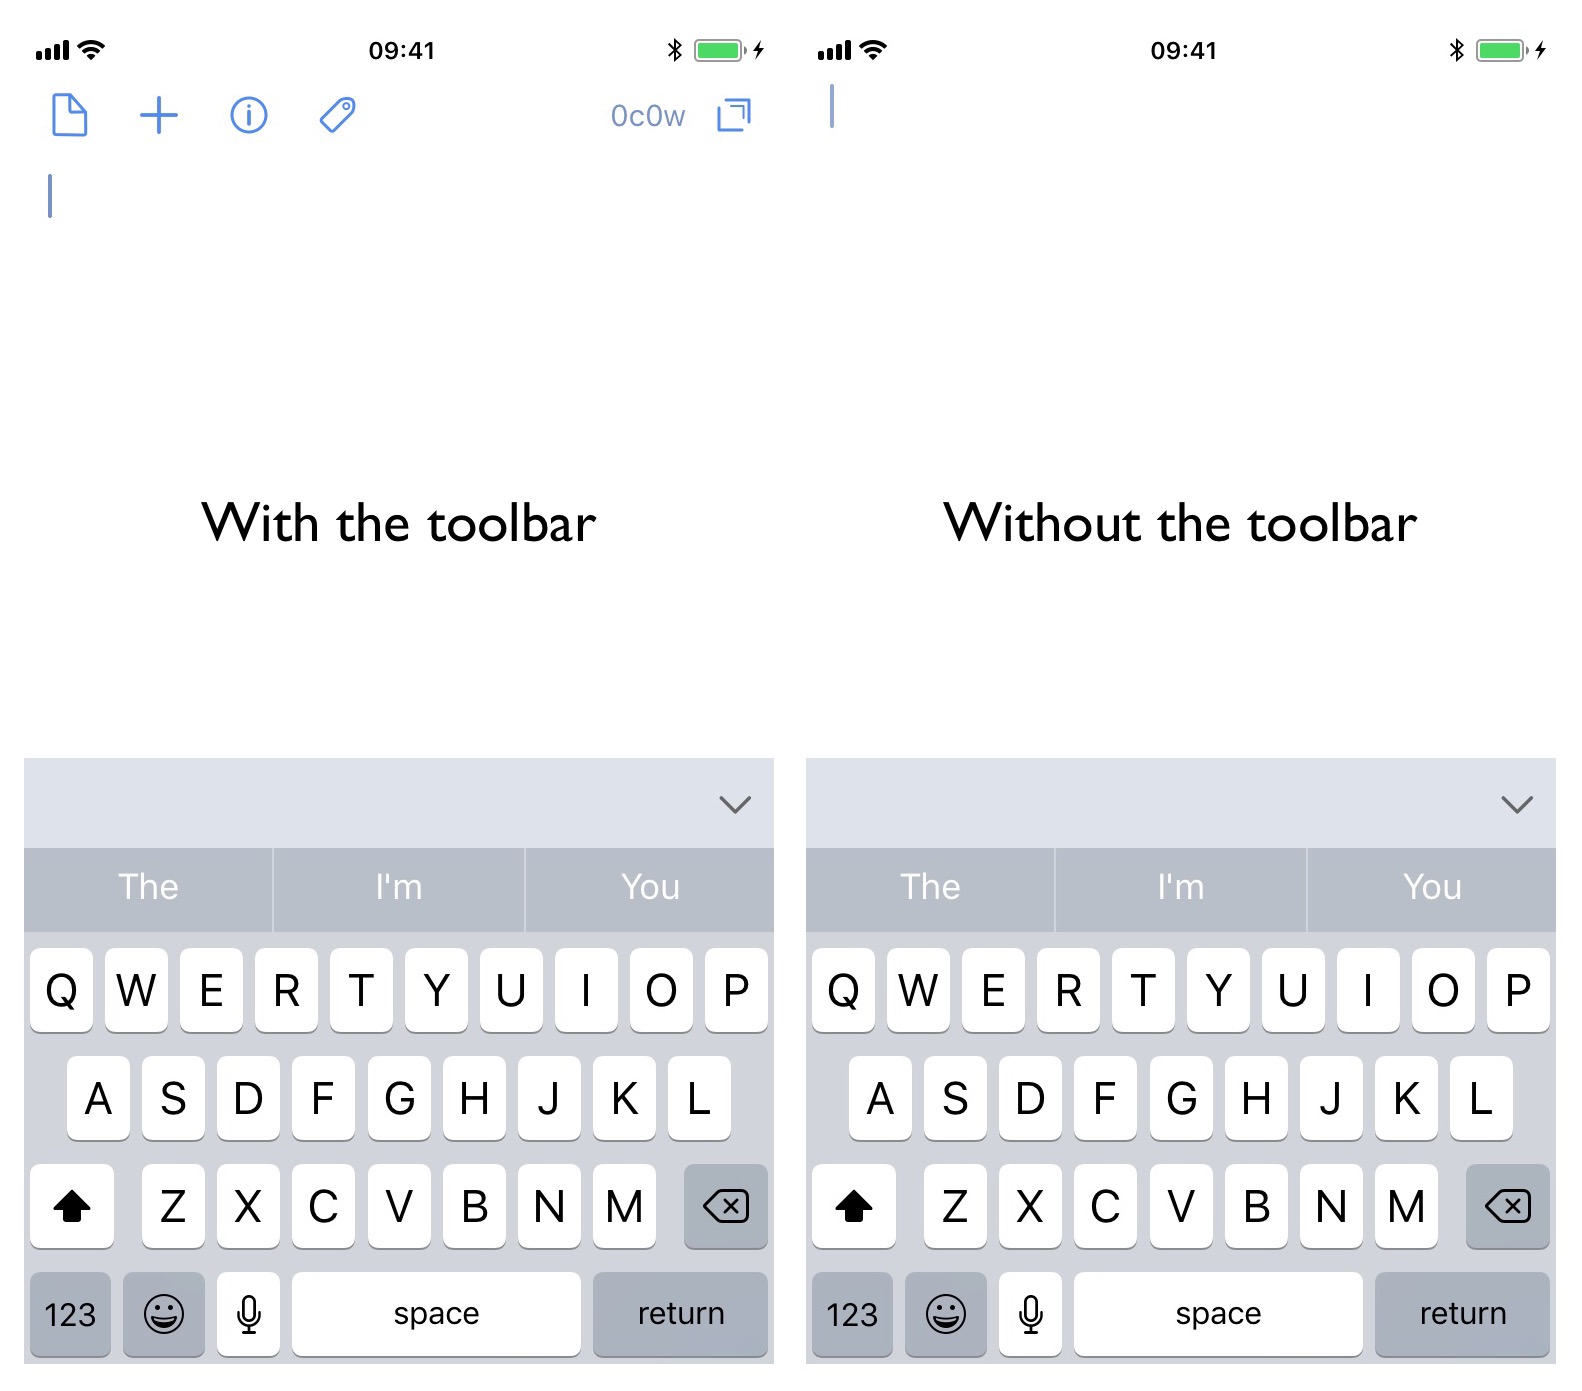 09:41
0c0w
With the toolbar
The I'm You
Q W E R T Y U I O P
A S D F G H J K L
Z X C V B N M
123 space return
09:41
Without the toolbar
The I'm You
Q W E R T Y U I O P
A S D F G H J K L
Z X C V B N M
123 space return